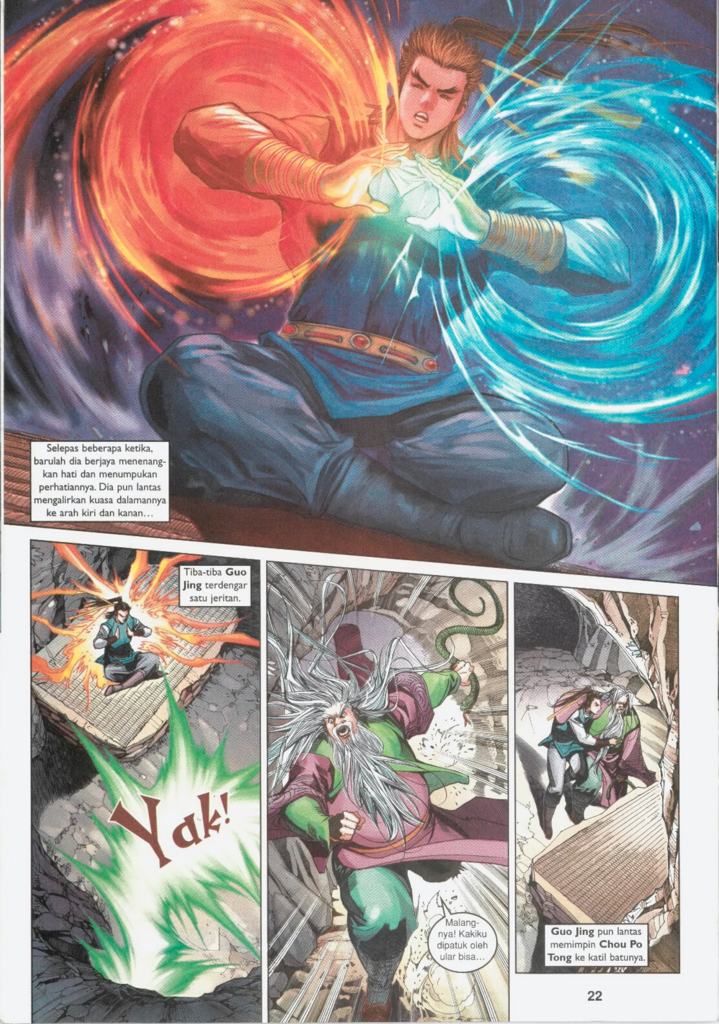 Selepas beberapa ketika,
barulah dia berjaya menenang-
kan hati dan menumpukan
perhatiannya. Dia pun lantas
mengalirkan kuasa dalamannya
ke arah kiri dan kanan...
Tiba-tiba Guo
Jing terdengar
satu jeritan.
Yak!
Malang-
nya! Kakiku
dipatuk oleh
ular bisa...
Guo Jing pun lantas
memimpin Chou Po
Tong ke katil batunya.
22